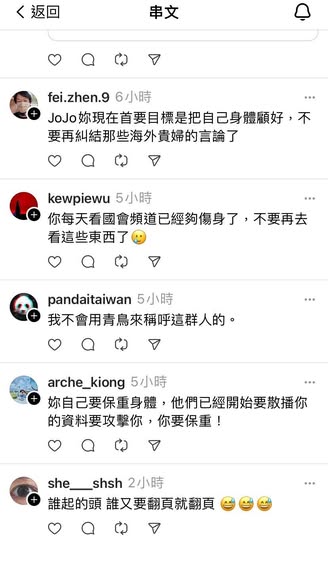 返回
串文
fei.zhen.9 6小時
JoJo妳現在首要目標是把自己身體顧好，不
要再糾結那些海外貴婦的言論了
kewpiewu 5小時
你每天看國會頻道已經夠傷身了，不要再去
看這些東西了🥲
pandaitaiwan 5小時
我不會用青鳥來稱呼這群人的。
arche_kiong 5小時
妳自己要保重身體，他們已經開始要散播你
的資料要攻擊你，你要保重！
she___shsh 2小時
誰起的頭 誰又要翻頁就翻頁 😅😅😅